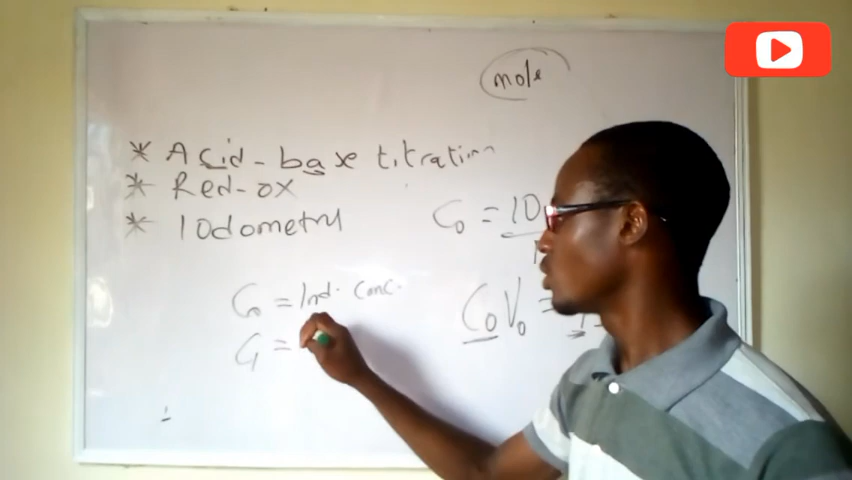 mole
* Acid-base titration
* Red-ox
* Iodometry
C₀ = 10
C₀ = Ind. Conc.
C₀V₀ =
C₁ =